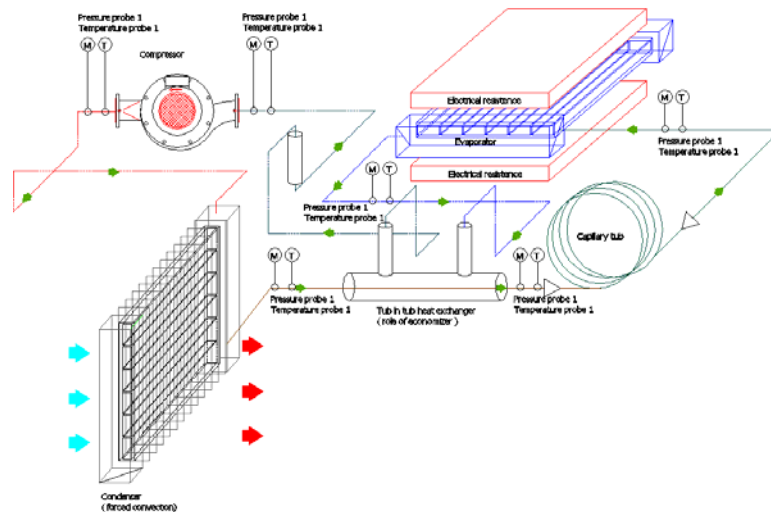 Pressure probe 1
Temperature probe 1
Pressure probe 1
Temperature probe 1
M
T
M
T
Compressor
Electrical resistence
Evaporator
Electrical resistence
M
T
Pressure probe 1
Temperature probe 1
M
T
Pressure probe 1
Temperature probe 1
Capillary tub
M
T
M
T
Pressure probe 1
Temperature probe 1
Tub in tub heat exchanger
( role of economizer )
Pressure probe 1
Temperature probe 1
Condenser
( forced convection)